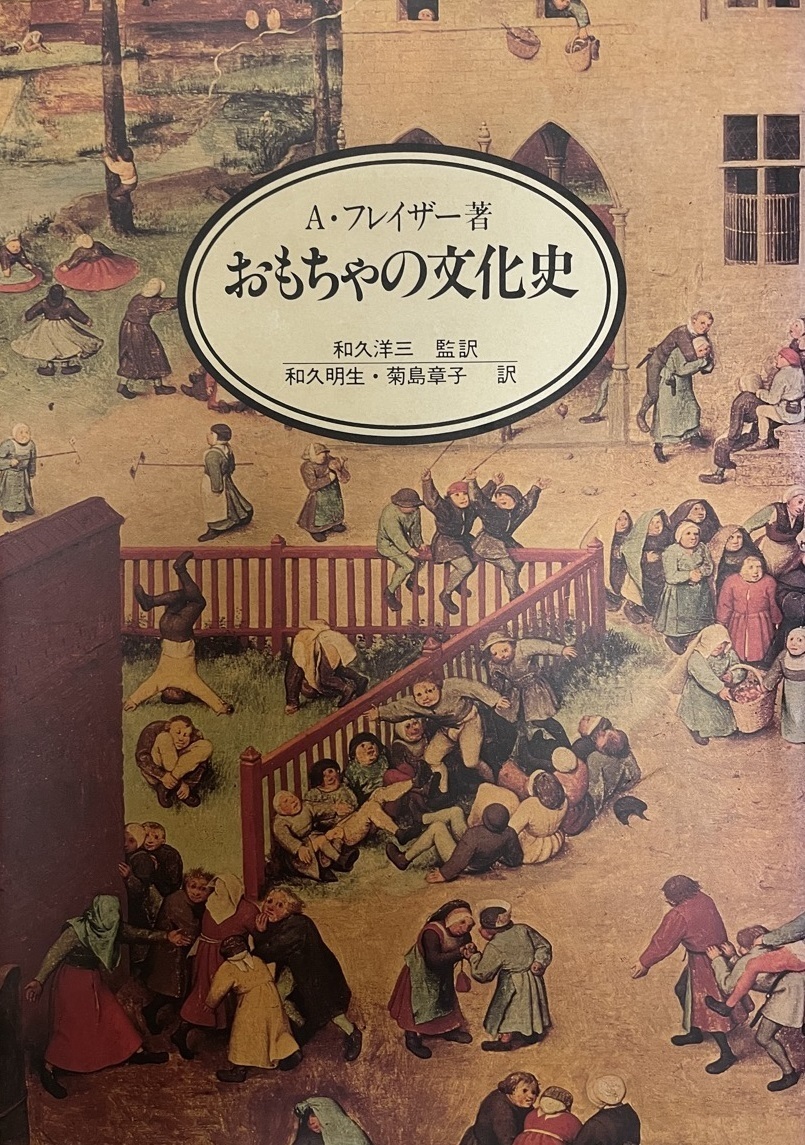 A・フレイザー著
おもちゃの文化史
和久洋三　監訳
和久明生・菊島章子　訳